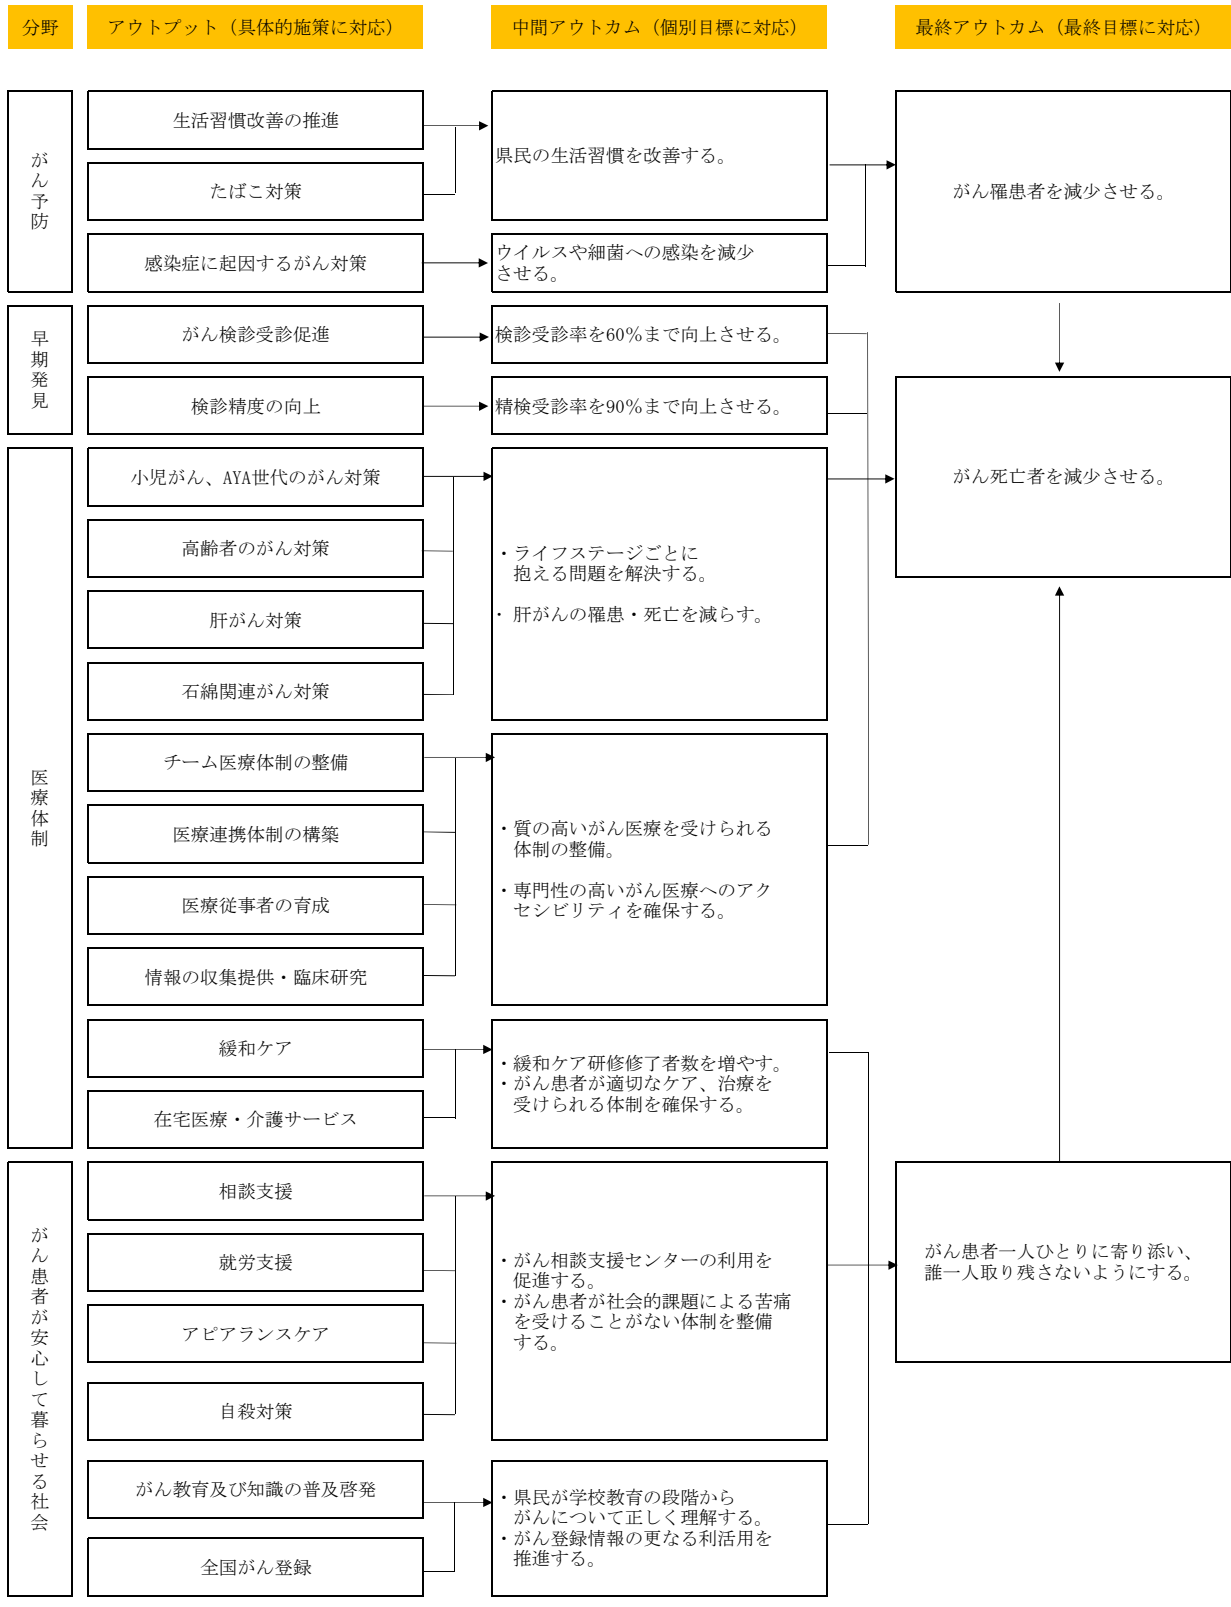 分野
アウトプット（具体的施策に対応）
中間アウトカム（個別目標に対応）
最終アウトカム（最終目標に対応）
がん予防
生活習慣改善の推進
たばこ対策
感染症に起因するがん対策
県民の生活習慣を改善する。
ウイルスや細菌への感染を減少
させる。
がん罹患者を減少させる。
早期発見
がん検診受診促進
検診精度の向上
検診受診率を60％まで向上させる。
精検受診率を90％まで向上させる。
がん死亡者を減少させる。
医療体制
小児がん、AYA世代のがん対策
高齢者のがん対策
肝がん対策
石綿関連がん対策
・ライフステージごとに
抱える問題を解決する。
・肝がんの罹患・死亡を減らす。
チーム医療体制の整備
医療連携体制の構築
医療従事者の育成
情報の収集提供・臨床研究
・質の高いがん医療を受けられる
体制の整備。
・専門性の高いがん医療へのアク
セシビリティを確保する。
緩和ケア
在宅医療・介護サービス
・緩和ケア研修修了者数を増やす。
・がん患者が適切なケア、治療を
受けられる体制を確保する。
がん患者が安心して暮らせる社会
相談支援
就労支援
アピアランスケア
自殺対策
・がん相談支援センターの利用を
促進する。
・がん患者が社会的課題による苦痛
を受けることがない体制を整備
する。
がん患者一人ひとりに寄り添い、
誰一人取り残さないようにする。
がん教育及び知識の普及啓発
全国がん登録
・県民が学校教育の段階から
がんについて正しく理解する。
・がん登録情報の更なる利活用を
推進する。